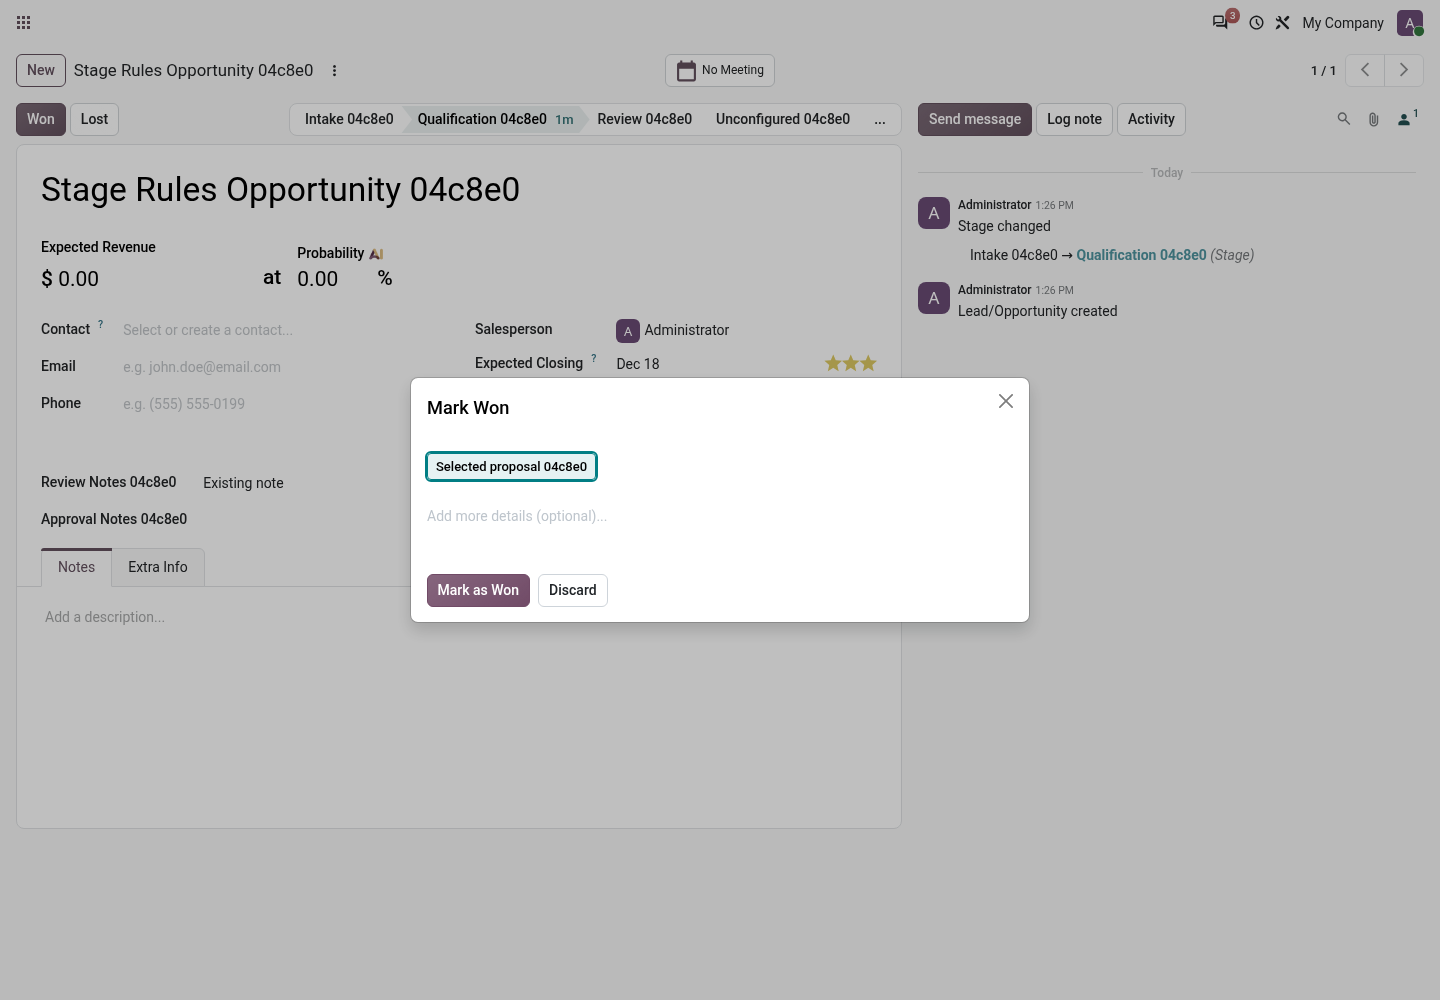 3
My Company
A
New
Stage Rules Opportunity 04c8e0
No Meeting
1 / 1
Won
Lost
Intake 04c8e0
Qualification 04c8e0 1m
Review 04c8e0
Unconfigured 04c8e0
...
Send message
Log note
Activity
1
Stage Rules Opportunity 04c8e0
Expected Revenue
Probability AI
$ 0.00
at
0.00
%
Contact ?
Select or create a contact...
Salesperson
A
Administrator
Email
e.g. john.doe@email.com
Expected Closing ?
Dec 18
Phone
e.g. (555) 555-0199
Review Notes 04c8e0
Existing note
Approval Notes 04c8e0
Notes
Extra Info
Add a description...
Today
A
Administrator 1:26 PM
Stage changed
Intake 04c8e0 → Qualification 04c8e0 (Stage)
A
Administrator 1:26 PM
Lead/Opportunity created
Mark Won
Selected proposal 04c8e0
Add more details (optional)...
Mark as Won
Discard